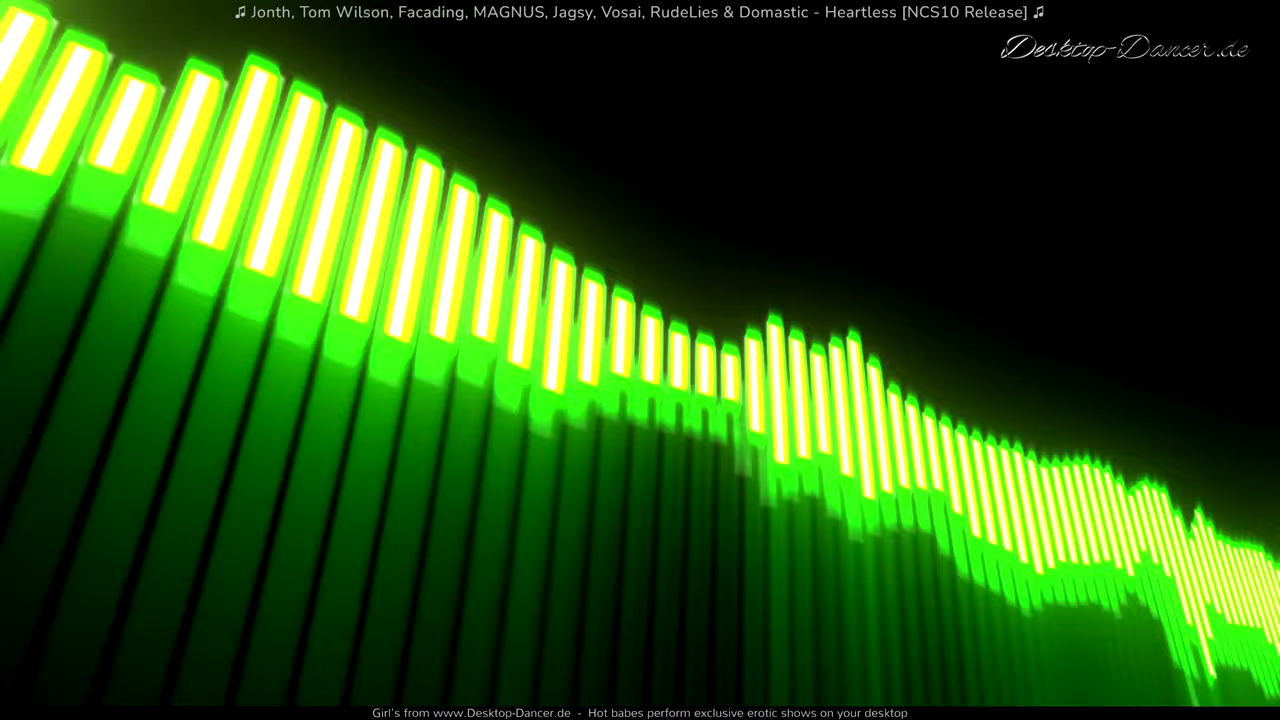 ♫ Jonth, Tom Wilson, Facading, MAGNUS, Jagsy, Vosai, RudeLies & Domastic - Heartless [NCS10 Release] ♫
Desktop-Dancer.de
Girl's from www.Desktop-Dancer.de - Hot babes perform exclusive erotic shows on your desktop